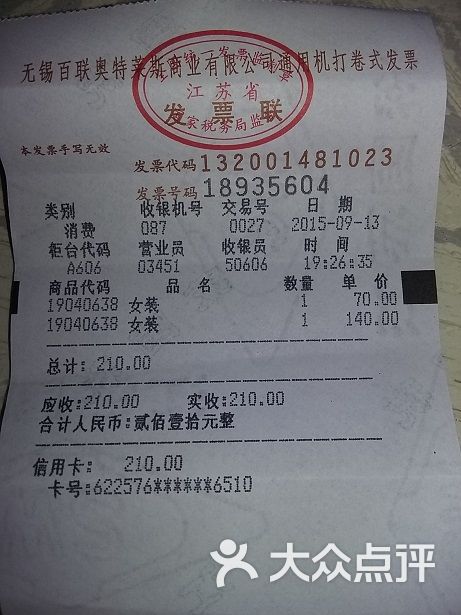 无锡百联奥特莱斯商业有限公司通用机打卷式发票
江苏省
发票联
国家税务局监制
本发票手写无效
发票代码132001481023
发票号码18935604
类别 收银机号 交易号 日 期
消费 087 0027 2015-09-13
柜台代码 营业员 收银员 时 间
A606 03451 50606 19:26:35
商品代码 品 名 数量 单 价
19040638 女装 1 70.00
19040638 女装 1 140.00
总计: 210.00
应收:210.00 实收:210.00
合计人民币:贰佰壹拾元整
信用卡: 210.00
卡号:622576******6510
大众点评